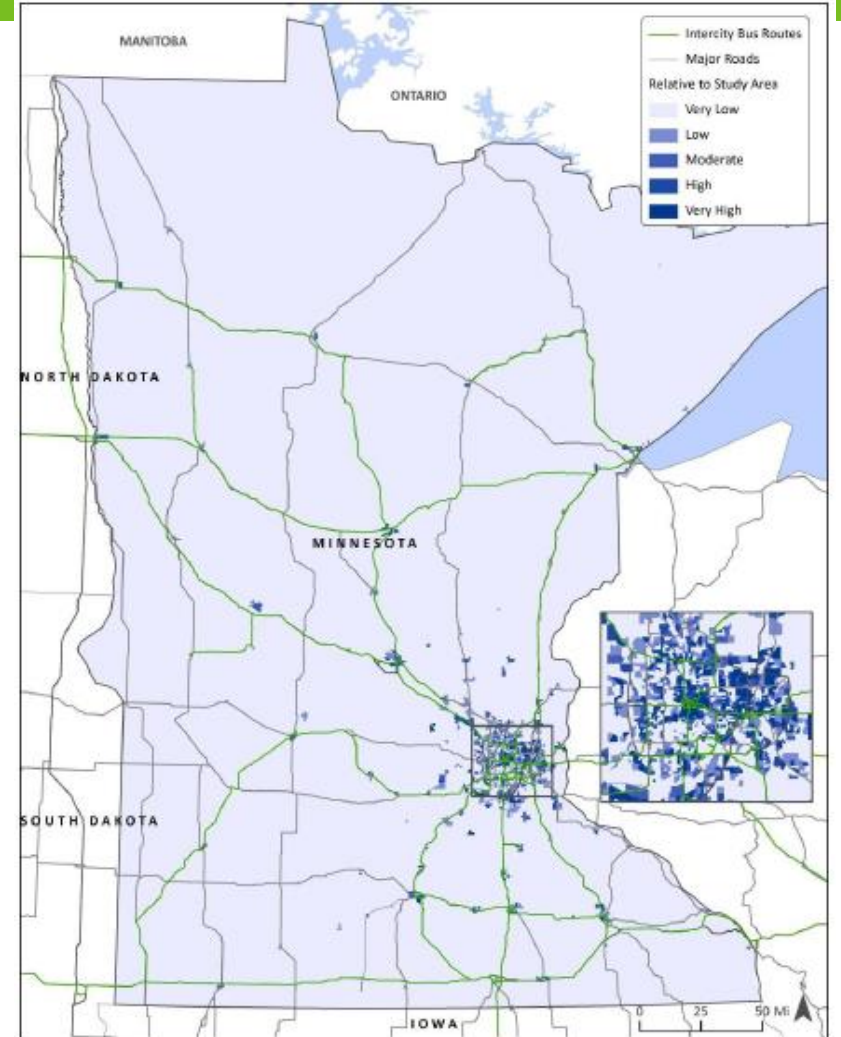 MANITOBA
ONTARIO
Intercity Bus Routes
Major Roads
Relative to Study Area
Very Low
Low
Moderate
High
Very High
NORTH DAKOTA
MINNESOTA
SOUTH DAKOTA
IOWA
0 25 50 Mi